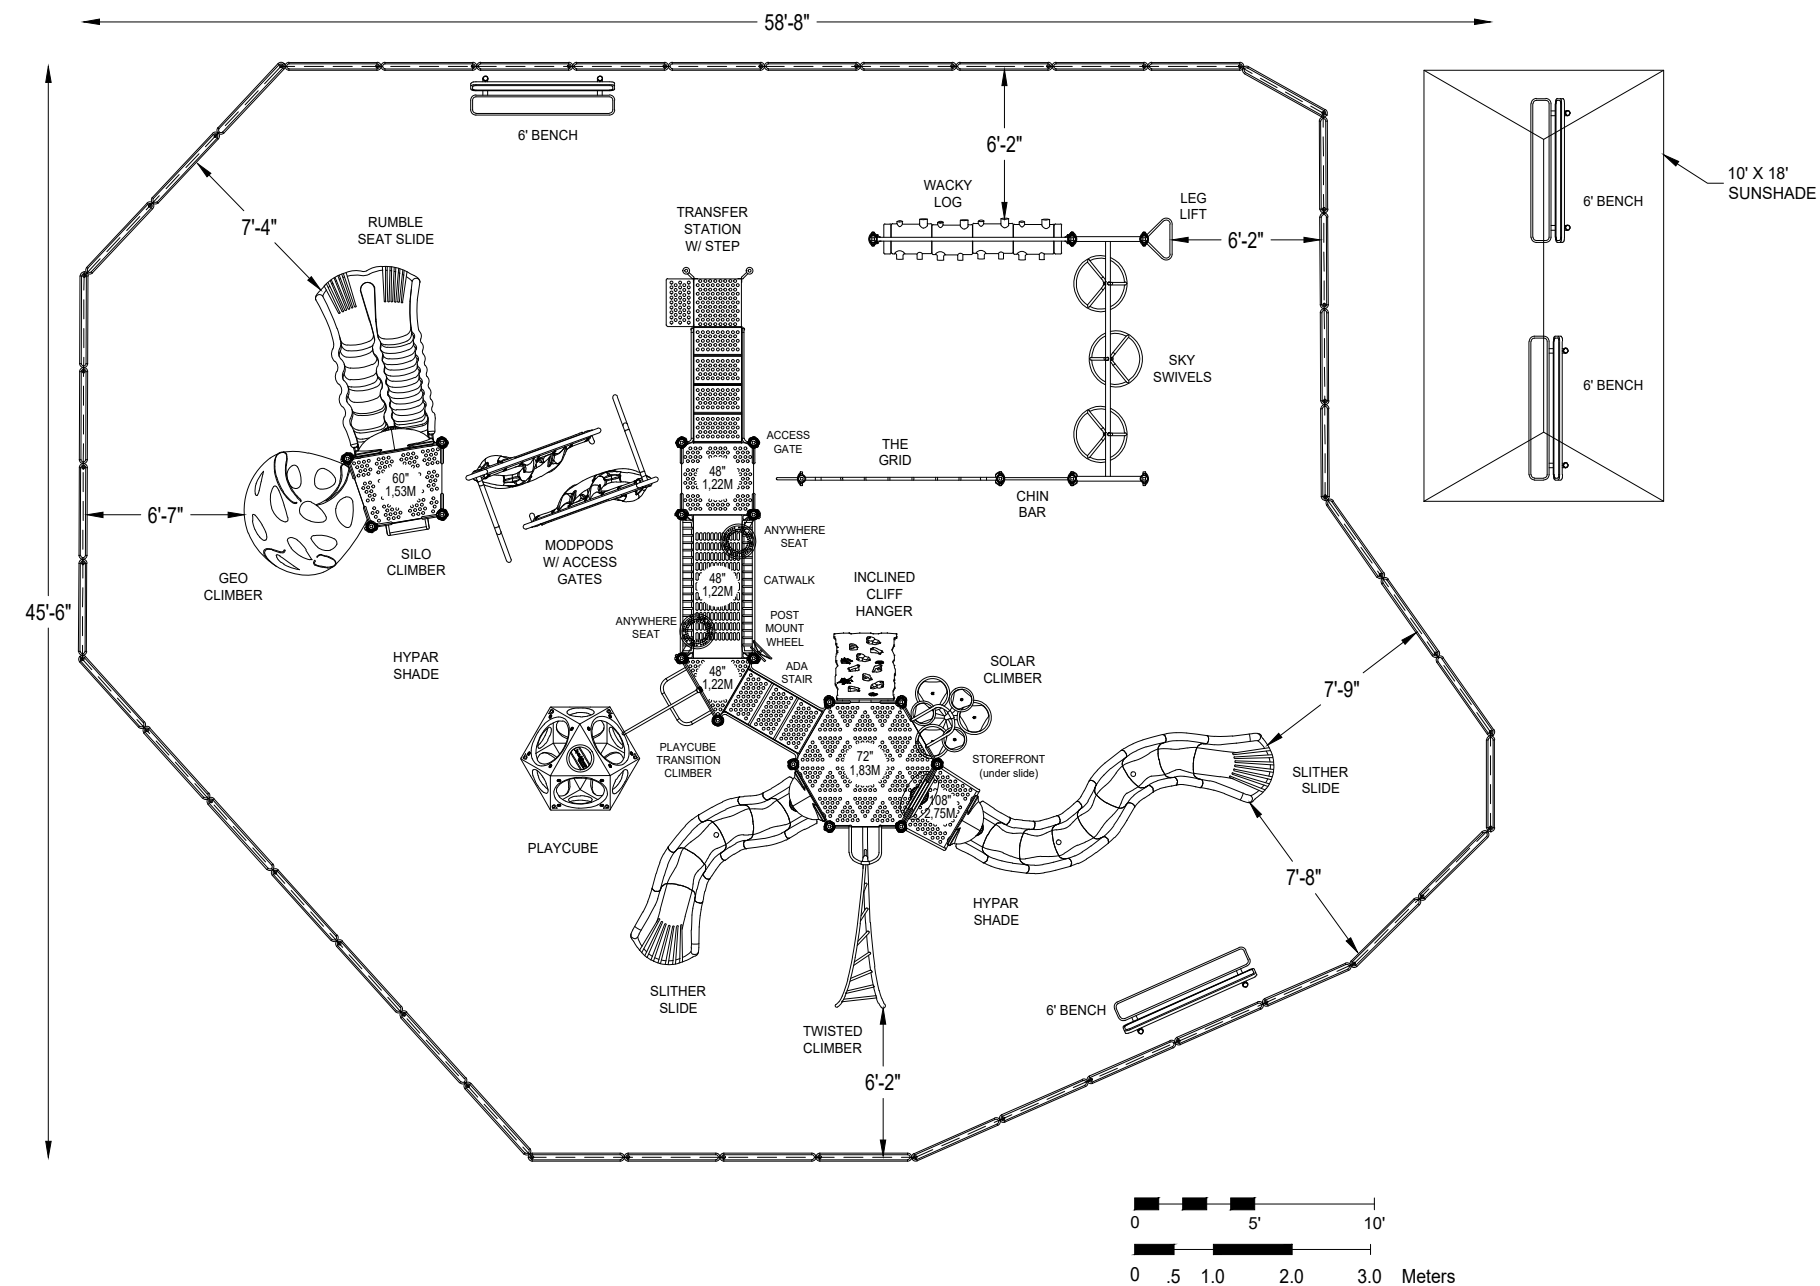 58'-8"
6' BENCH
6'-2"
10' X 18'
SUNSHADE
6' BENCH
WACKY
LOG
LEG
LIFT
TRANSFER
STATION
W/ STEP
RUMBLE
SEAT SLIDE
7'-4"
6'-2"
SKY
SWIVELS
6' BENCH
ACCESS
GATE
THE
GRID
60"
1,53M
48"
1,22M
CHIN
BAR
6'-7"
ANYWHERE
SEAT
MODPODS
W/ ACCESS
GATES
SILO
CLIMBER
GEO
CLIMBER
48"
1,22M
CATWALK
INCLINED
CLIFF
HANGER
45'-6"
ANYWHERE
SEAT
POST
MOUNT
WHEEL
HYPAR
SHADE
48"
1,22M
ADA
STAIR
SOLAR
CLIMBER
7'-9"
PLAYCUBE
TRANSITION
CLIMBER
72"
1,83M
STOREFRONT
(under slide)
SLITHER
SLIDE
108"
2,75M
PLAYCUBE
7'-8"
HYPAR
SHADE
SLITHER
SLIDE
6' BENCH
TWISTED
CLIMBER
6'-2"
0 5' 10'
0 .5 1.0 2.0 3.0 Meters